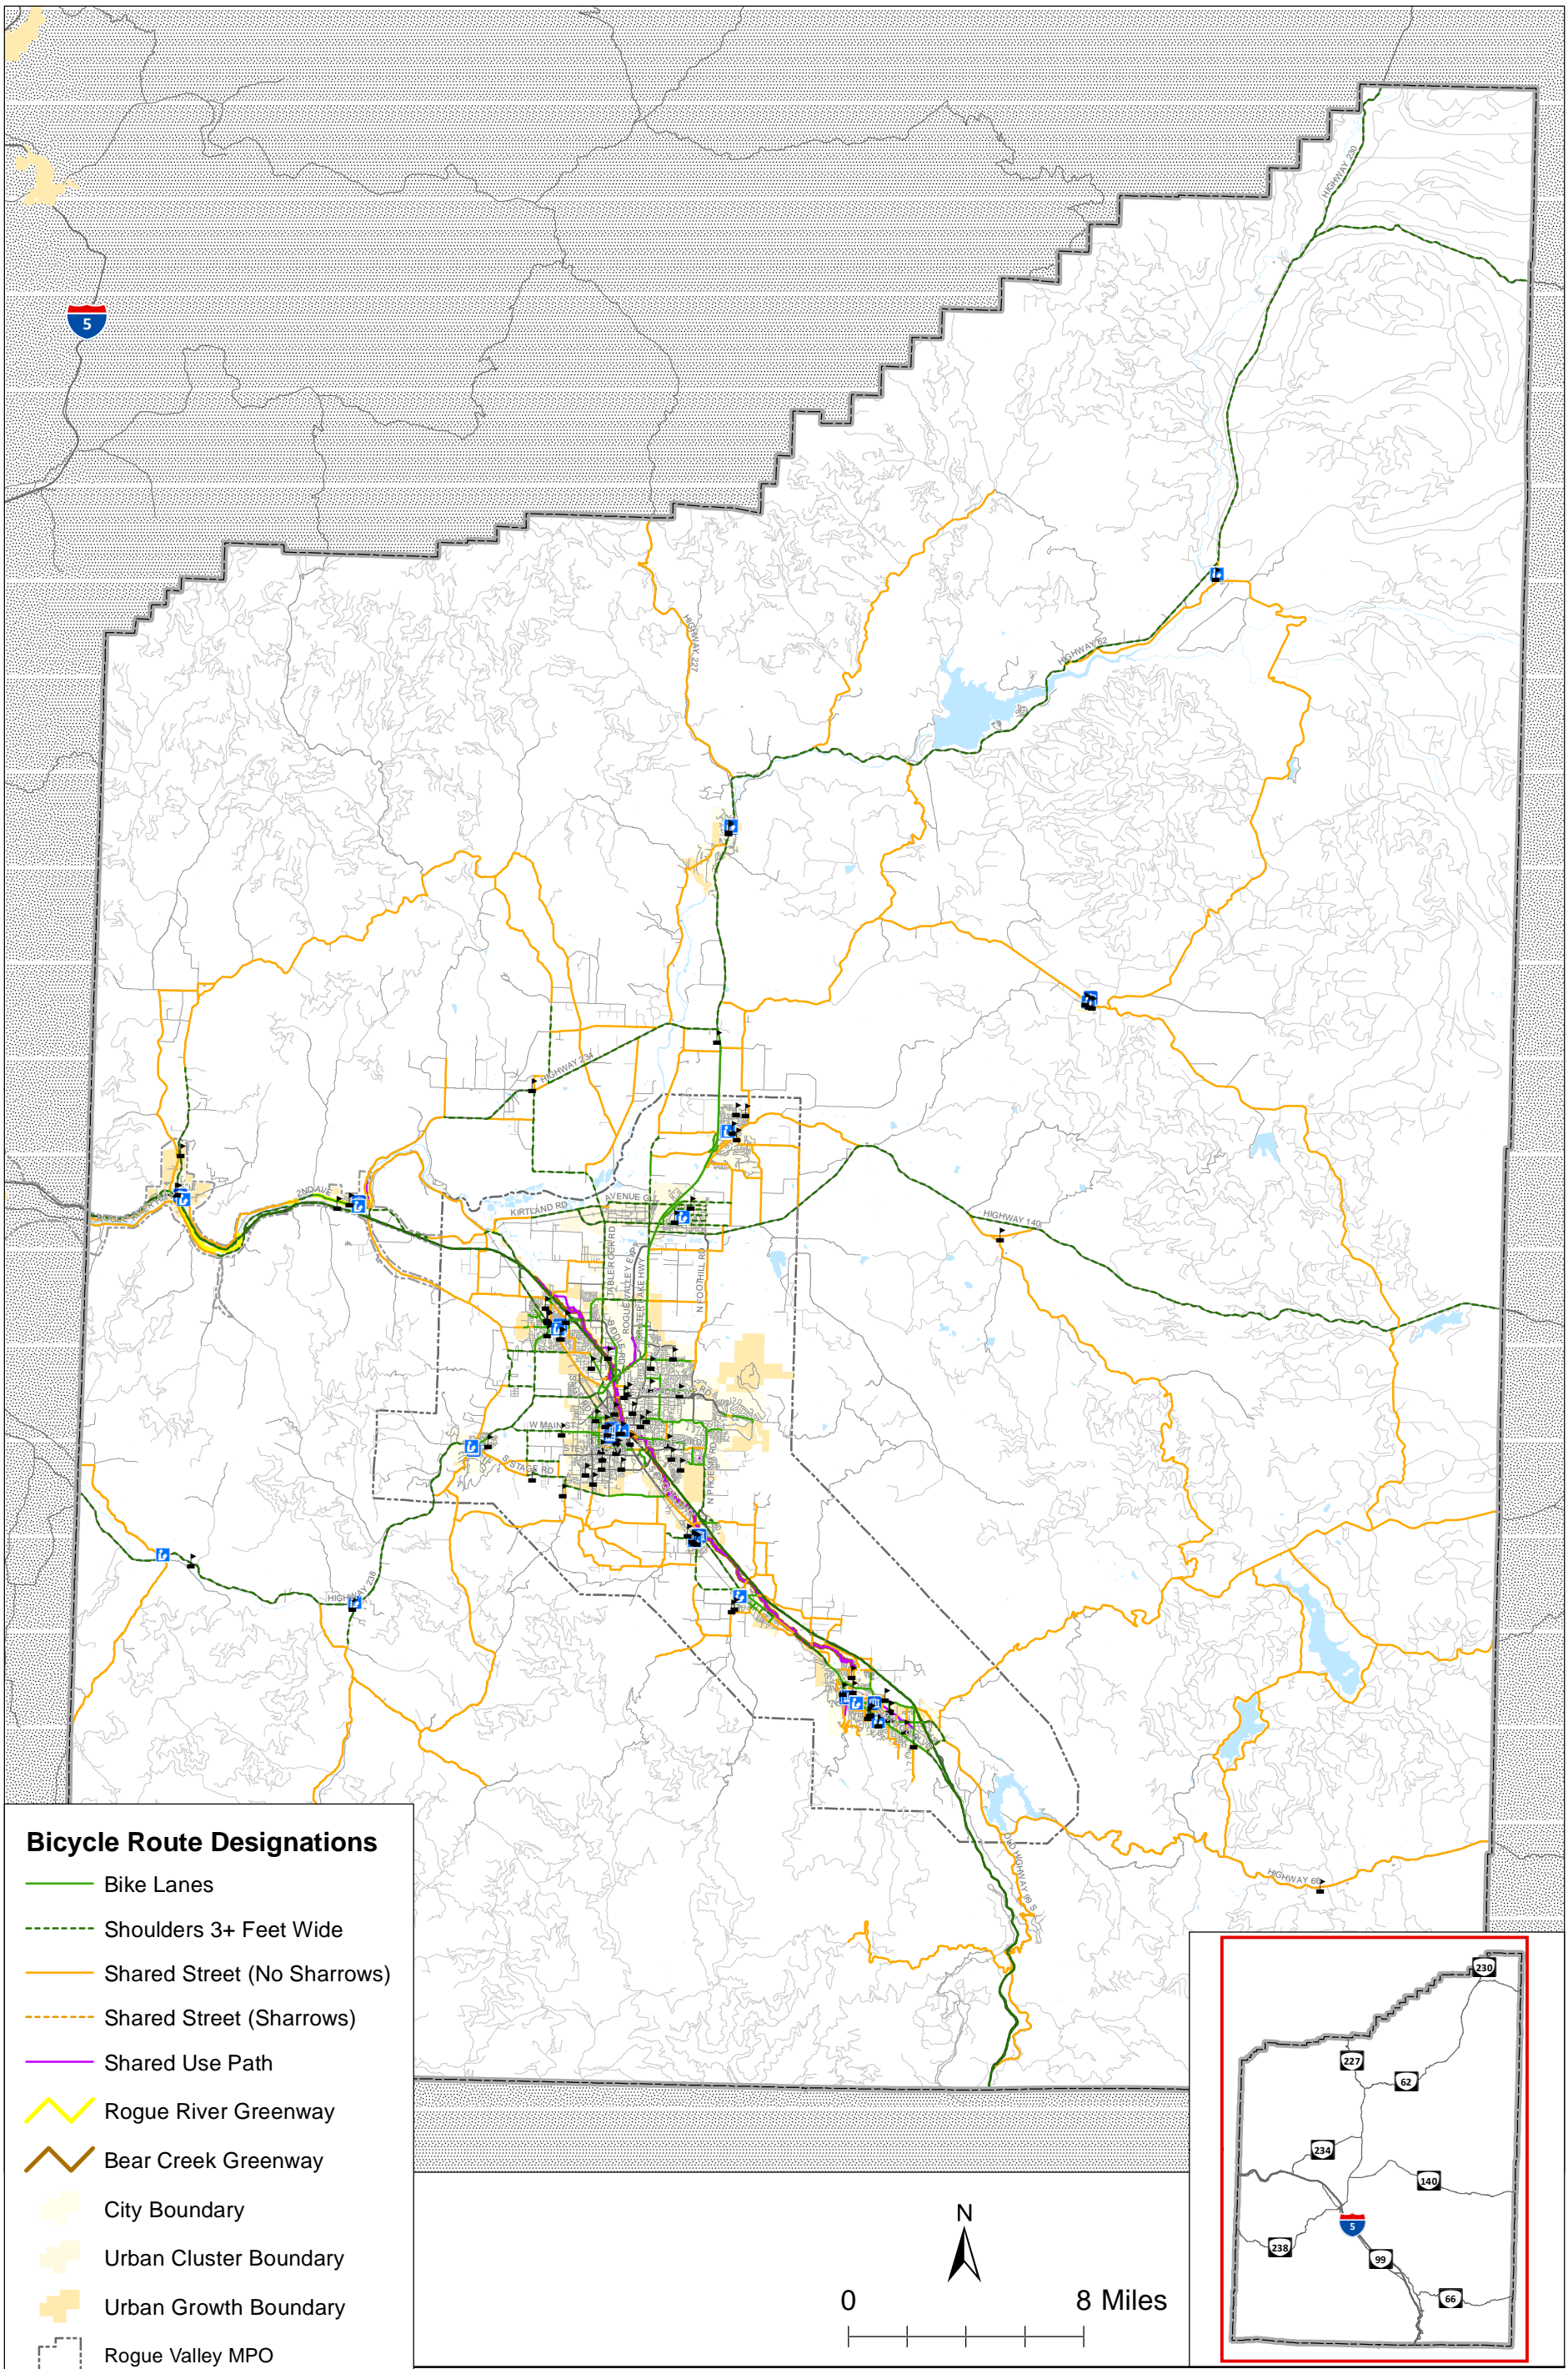 HIGHWAY 230
5
HIGHWAY 227
HIGHWAY 62
HIGHWAY 234
2ND AVE
AVENUE G
KIRTLAND RD
HIGHWAY 140
TABLE ROCK RD
N FOOTHILL RD
W MAIN ST
S STAGE RD
HIGHWAY 238
OLD HIGHWAY 99 S
HIGHWAY 66
Bicycle Route Designations
Bike Lanes
Shoulders 3+ Feet Wide
Shared Street (No Sharrows)
Shared Street (Sharrows)
Shared Use Path
Rogue River Greenway
Bear Creek Greenway
City Boundary
Urban Cluster Boundary
Urban Growth Boundary
Rogue Valley MPO
N
0 8 Miles
230
227
62
234
140
5
238
99
66